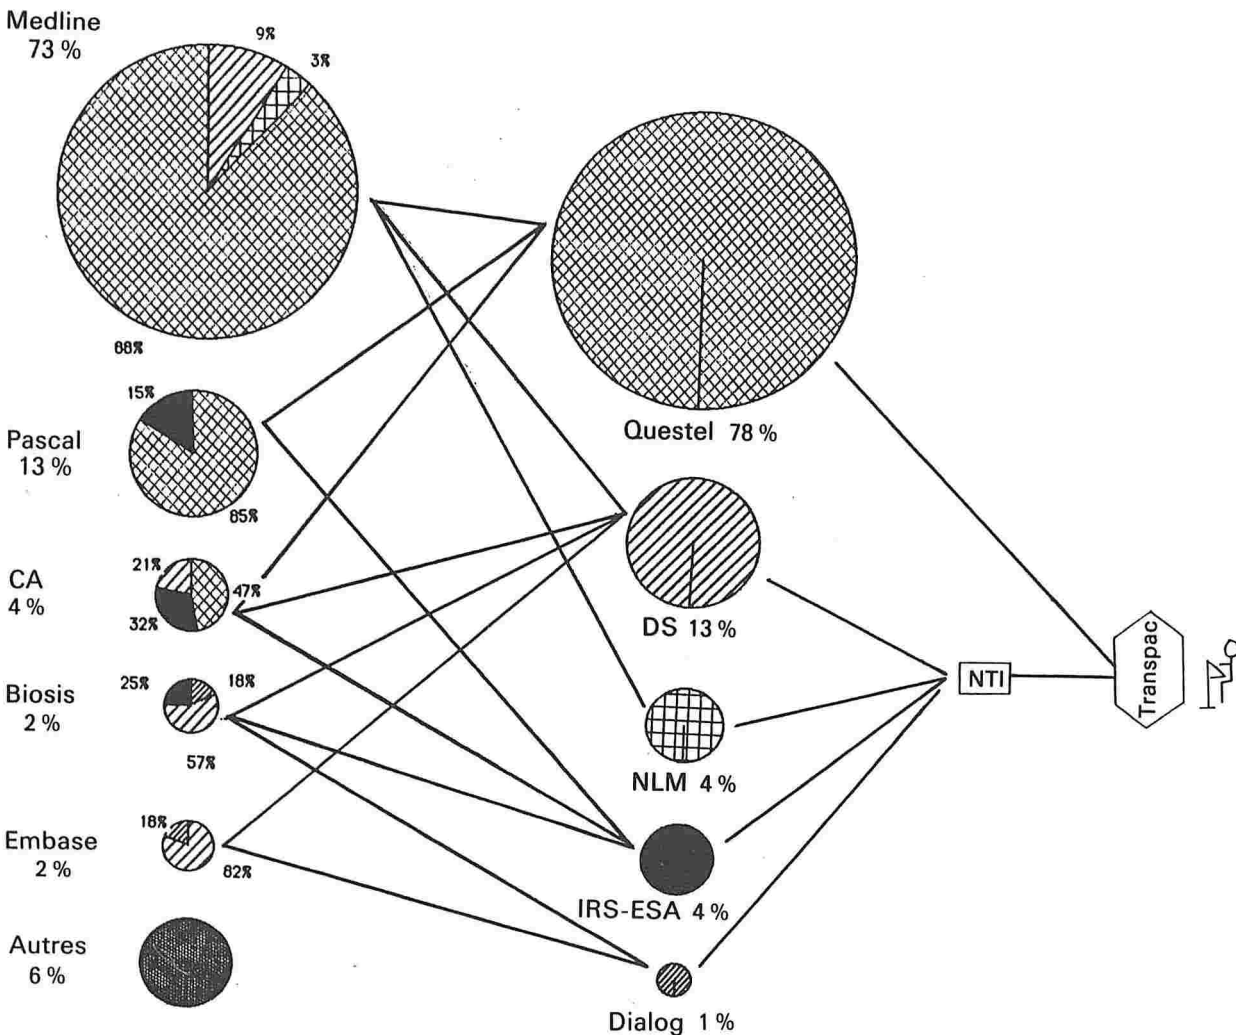 Medline
73 %
9%
3%
88%
Pascal
13 %
15%
85%
CA
4 %
21%
47%
32%
Biosis
2 %
25%
18%
57%
Embase
2 %
18%
82%
Autres
6 %
Questel 78 %
DS 13 %
NLM 4 %
IRS-ESA 4 %
Dialog 1 %
NTI
Transpac